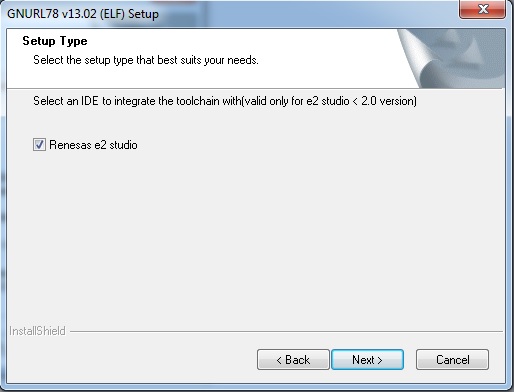 GNURL78 v13.02 (ELF) Setup
Setup Type
Select the setup type that best suits your needs.
Select an IDE to integrate the toolchain with(valid only for e2 studio < 2.0 version)
Renesas e2 studio
InstallShield
< Back
Next >
Cancel